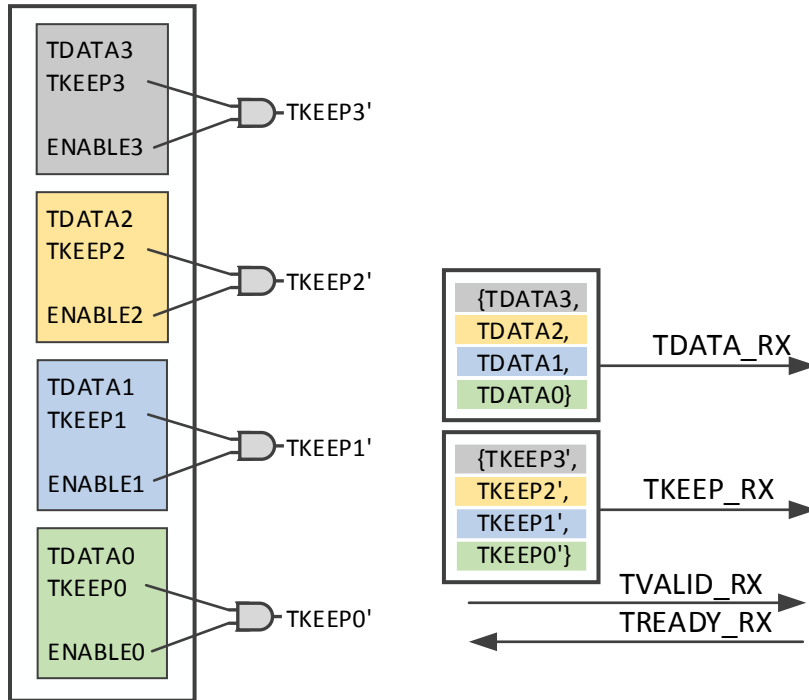 TDATA3
TKEEP3
ENABLE3
TKEEP3'
TDATA2
TKEEP2
ENABLE2
TKEEP2'
TDATA1
TKEEP1
ENABLE1
TKEEP1'
TDATA0
TKEEP0
ENABLE0
TKEEP0'
{TDATA3,
TDATA2,
TDATA1,
TDATA0}
TDATA_RX
{TKEEP3',
TKEEP2',
TKEEP1',
TKEEP0'}
TKEEP_RX
TVALID_RX
TREADY_RX